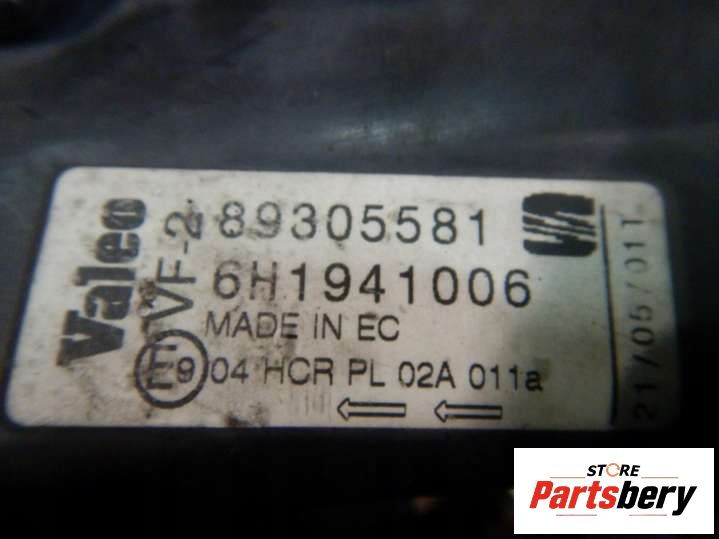 Valeo
VF-2
89305581
6H1941006
MADE IN EC
E9 04 HCR PL 02A 011a
21/05/01T
STORE
Partsbery